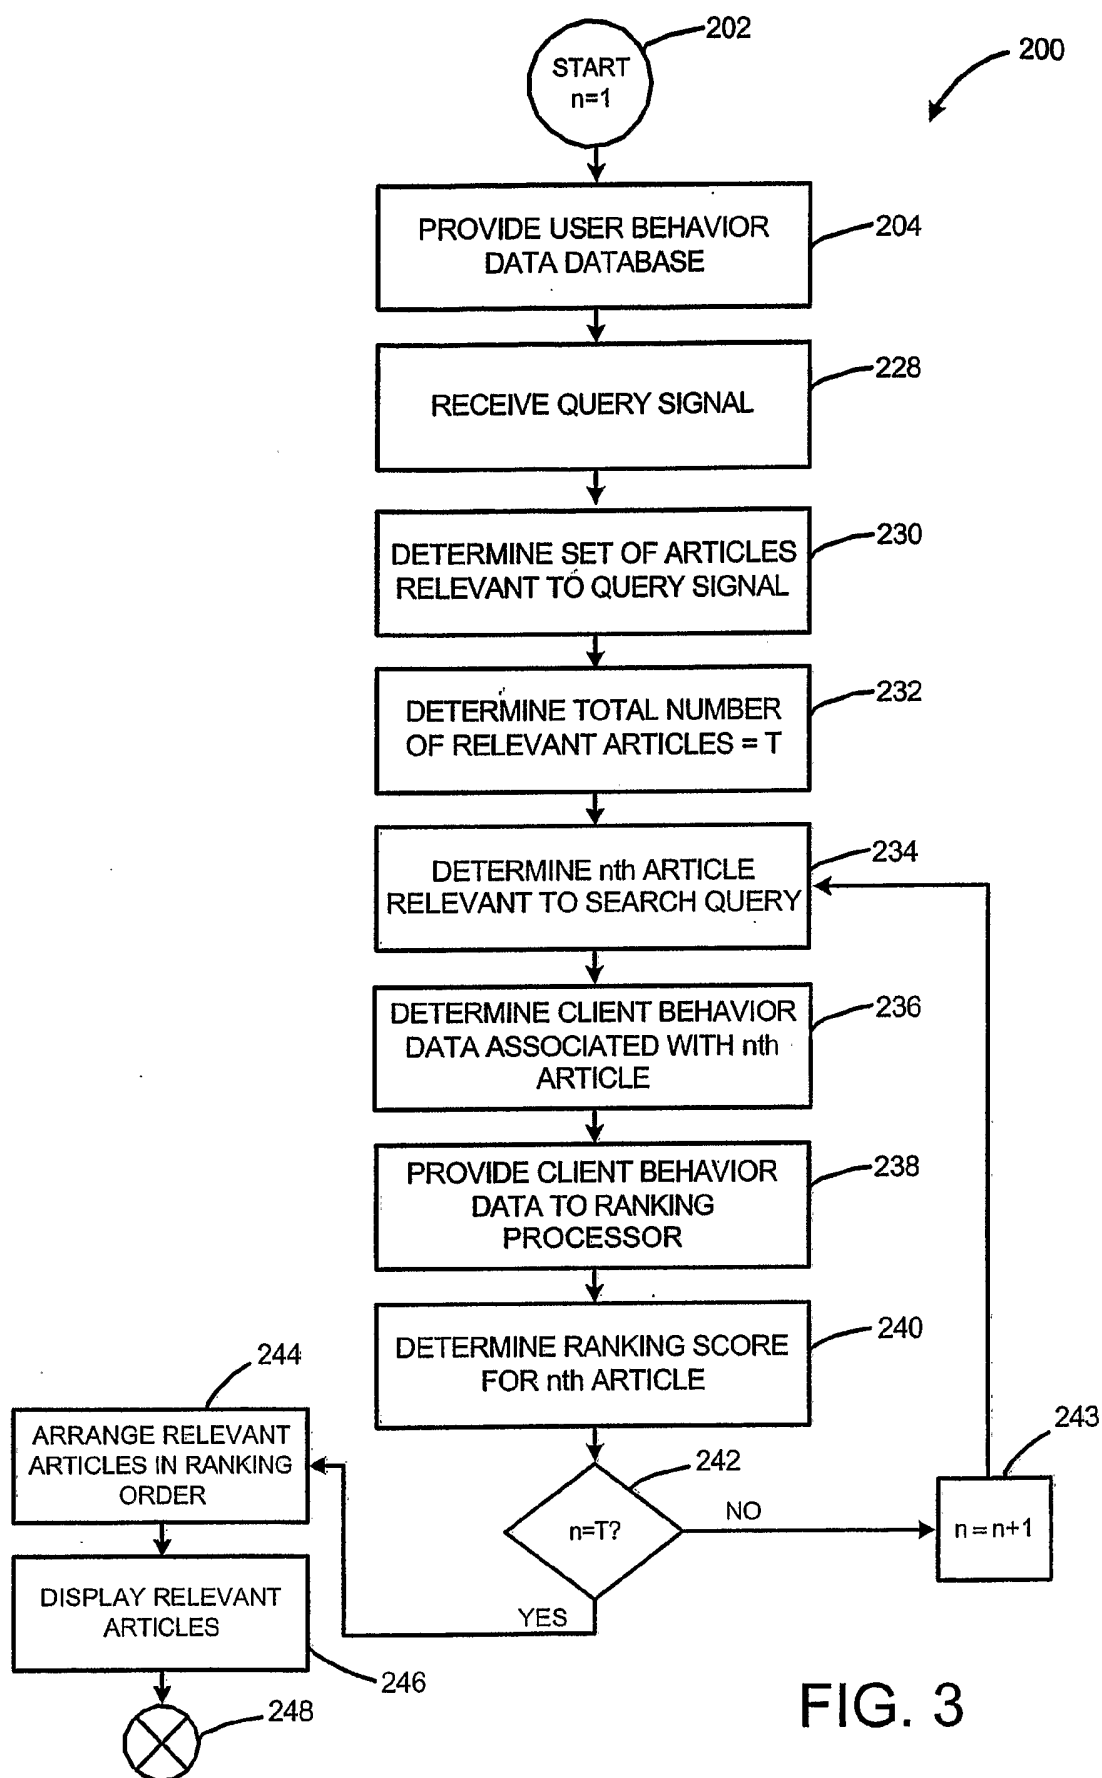 202
START
n=1
200
PROVIDE USER BEHAVIOR
DATA DATABASE
204
RECEIVE QUERY SIGNAL
228
DETERMINE SET OF ARTICLES
RELEVANT TO QUERY SIGNAL
230
DETERMINE TOTAL NUMBER
OF RELEVANT ARTICLES = T
232
DETERMINE nth ARTICLE
RELEVANT TO SEARCH QUERY
234
DETERMINE CLIENT BEHAVIOR
DATA ASSOCIATED WITH nth
ARTICLE
236
PROVIDE CLIENT BEHAVIOR
DATA TO RANKING
PROCESSOR
238
DETERMINE RANKING SCORE
FOR nth ARTICLE
240
n=T?
242
NO
n = n+1
243
YES
244
ARRANGE RELEVANT
ARTICLES IN RANKING
ORDER
DISPLAY RELEVANT
ARTICLES
246
248
FIG. 3